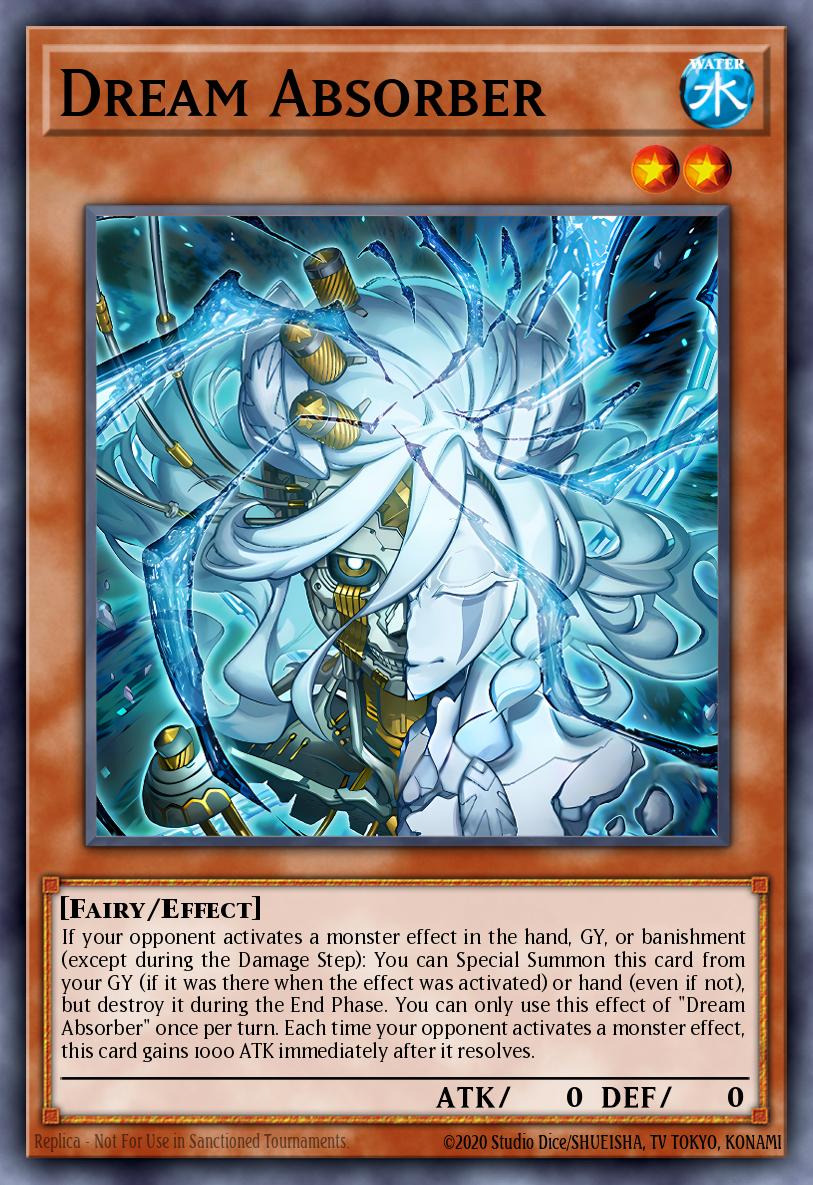 Dream Absorber
WATER
水
[Fairy/Effect]
If your opponent activates a monster effect in the hand, GY, or banishment
(except during the Damage Step): You can Special Summon this card from
your GY (if it was there when the effect was activated) or hand (even if not),
but destroy it during the End Phase. You can only use this effect of "Dream
Absorber" once per turn. Each time your opponent activates a monster effect,
this card gains 1000 ATK immediately after it resolves.
ATK/ 0 DEF/ 0
Replica - Not For Use in Sanctioned Tournaments.
©2020 Studio Dice/SHUEISHA, TV TOKYO, KONAMI